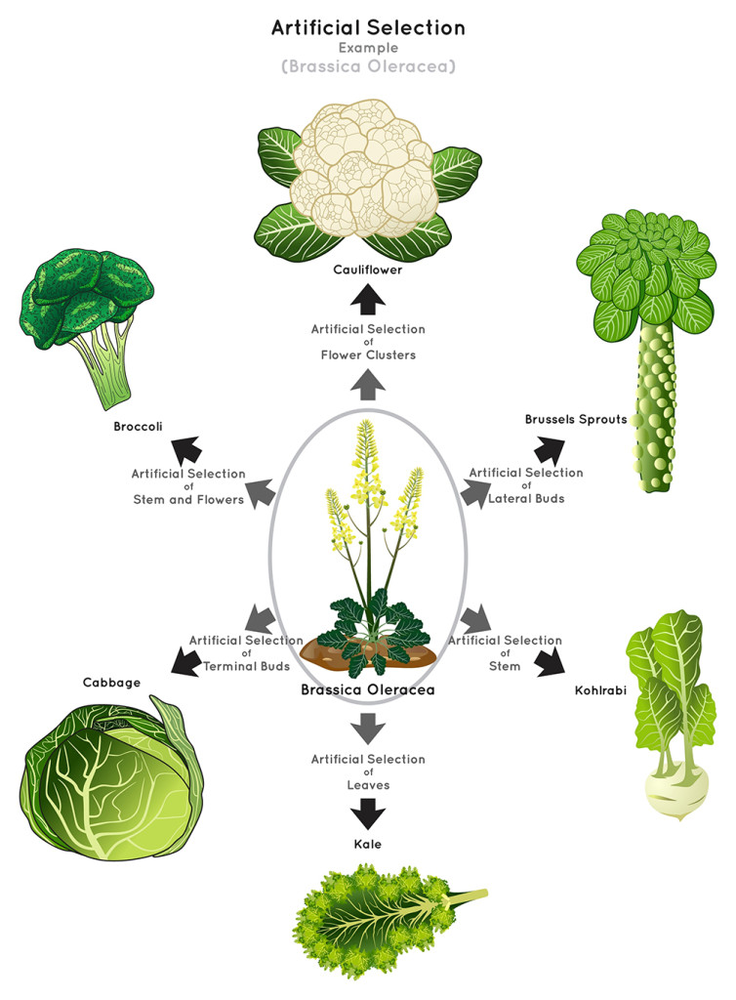 Artificial Selection
Example
(Brassica Oleracea)
Cauliflower
Artificial Selection
of
Flower Clusters
Broccoli
Artificial Selection
of
Stem and Flowers
Brussels Sprouts
Artificial Selection
of
Lateral Buds
Cabbage
Artificial Selection
of
Terminal Buds
Artificial Selection
of
Stem
Kohlrabi
Brassica Oleracea
Artificial Selection
of
Leaves
Kale